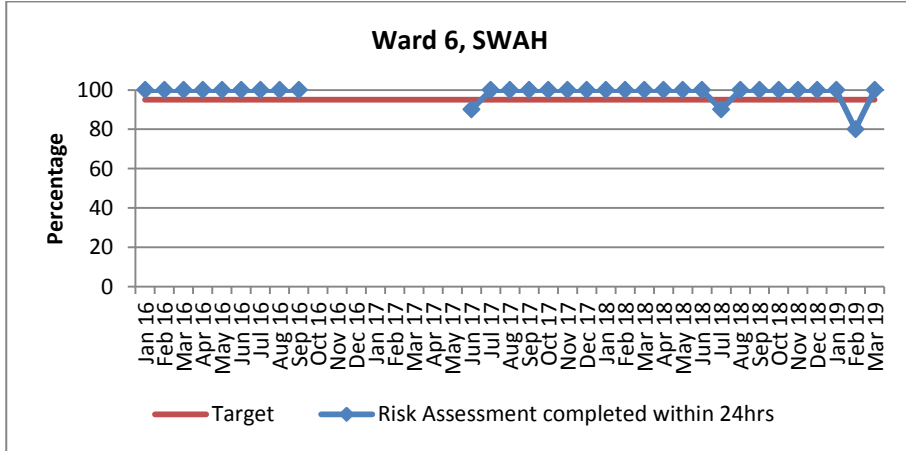 Ward 6, SWAH
Percentage
100
80
60
40
20
0
Jan 16
Feb 16
Mar 16
Apr 16
May 16
Jun 16
Jul 16
Aug 16
Sep 16
Oct 16
Nov 16
Dec 16
Jan 17
Feb 17
Mar 17
Apr 17
May 17
Jun 17
Jul 17
Aug 17
Sep 17
Oct 17
Nov 17
Dec 17
Jan 18
Feb 18
Mar 18
Apr 18
May 18
Jun 18
Jul 18
Aug 18
Sep 18
Oct 18
Nov 18
Dec 18
Jan 19
Feb 19
Mar 19
Target
Risk Assessment completed within 24hrs